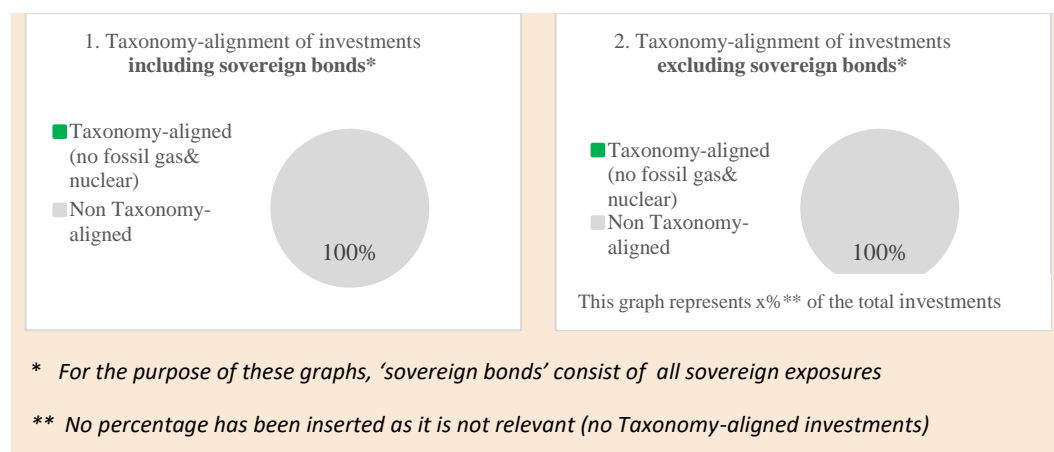 1. Taxonomy-alignment of investments
including sovereign bonds*
Taxonomy-aligned
(no fossil gas&
nuclear)
Non Taxonomy-
aligned
100%
2. Taxonomy-alignment of investments
excluding sovereign bonds*
Taxonomy-aligned
(no fossil gas&
nuclear)
Non Taxonomy-
aligned
100%
This graph represents x%** of the total investments
* For the purpose of these graphs, ‘sovereign bonds’ consist of all sovereign exposures
** No percentage has been inserted as it is not relevant (no Taxonomy-aligned investments)